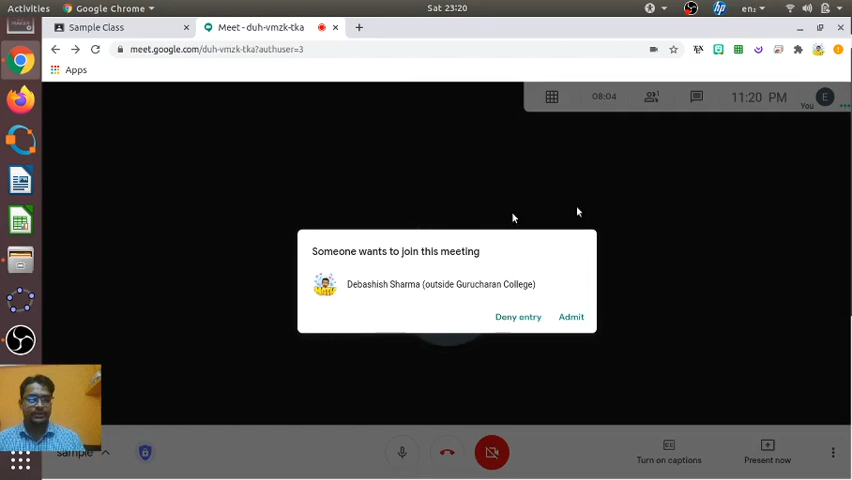 Activities
Google Chrome
Sat 23:20
en₂
Sample Class
Meet - duh-vmzk-tka
meet.google.com/duh-vmzk-tka?authuser=3
Apps
08:04
1
11:20 PM
You
E
Someone wants to join this meeting
Debashish Sharma (outside Gurucharan College)
Deny entry
Admit
sample
Turn on captions
Present now